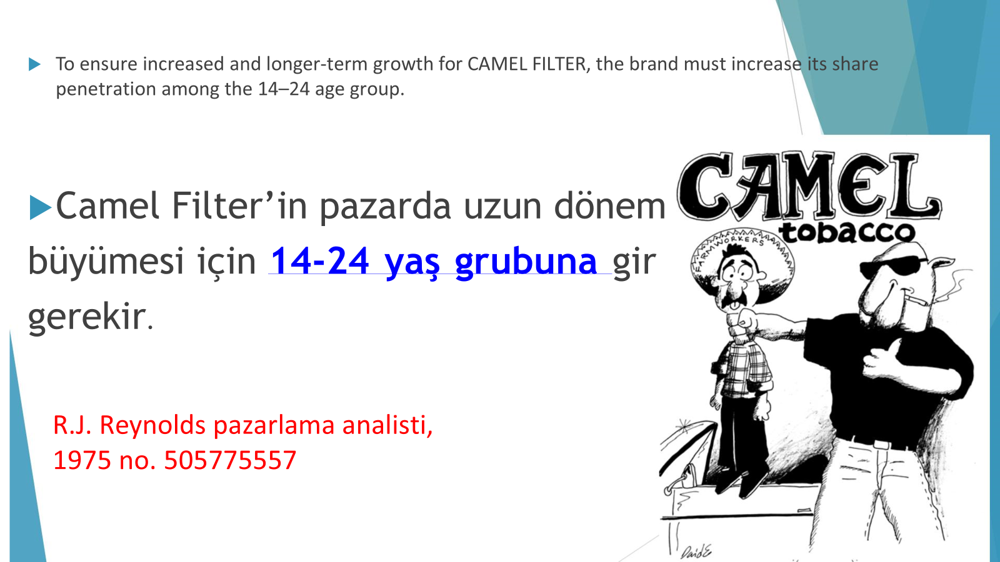 To ensure increased and longer-term growth for CAMEL FILTER, the brand must increase its share
penetration among the 14–24 age group.
Camel Filter’in pazarda uzun dönem
büyümesi için 14-24 yaş grubuna gir
gerekir.
R.J. Reynolds pazarlama analisti,
1975 no. 505775557
CAMEL
tobacco
FARMWORKERS